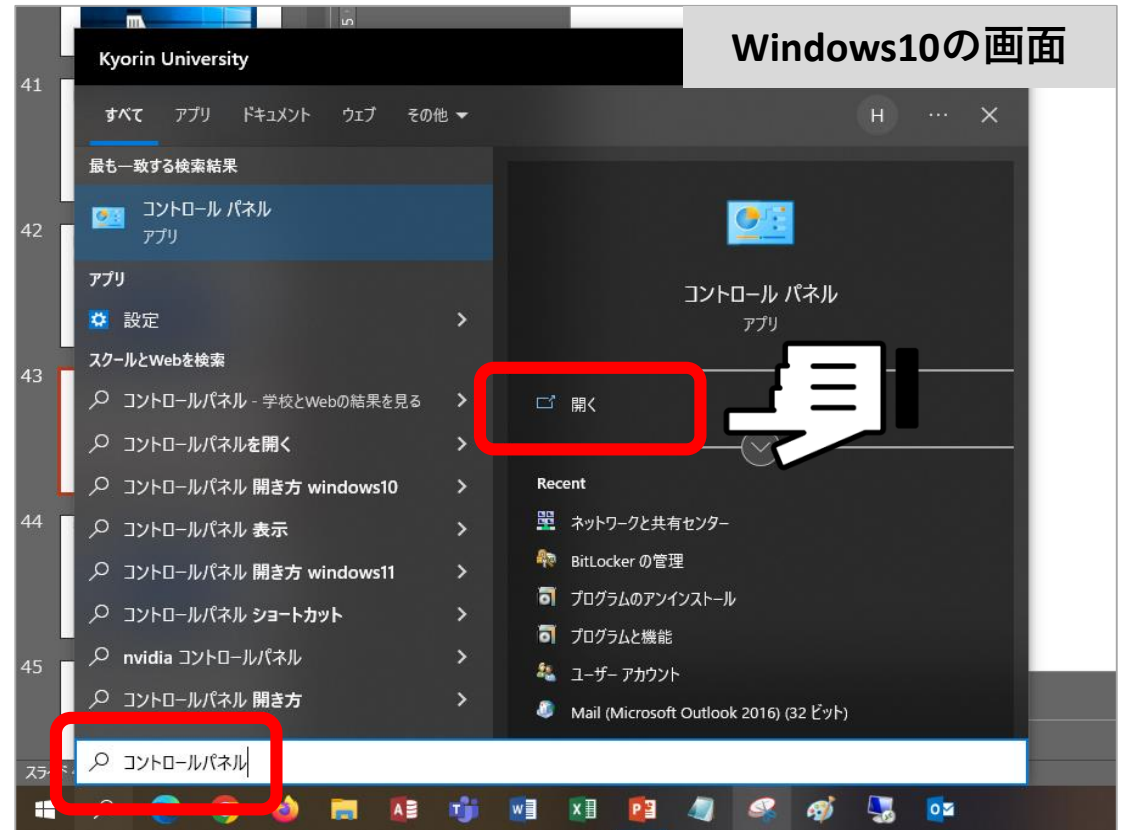 Windows10の画面
41
42
43
44
45
Kyorin University
すべて アプリ ドキュメント ウェブ その他
H
最も一致する検索結果
コントロール パネル
アプリ
アプリ
設定
スクールとWebを検索
コントロールパネル - 学校とWebの結果を見る
コントロールパネルを開く
コントロールパネル 開き方 windows10
コントロールパネル 表示
コントロールパネル 開き方 windows11
コントロールパネル ショートカット
nvidia コントロールパネル
コントロールパネル 開き方
コントロール パネル
アプリ
開く
Recent
ネットワークと共有センター
BitLocker の管理
プログラムのアンインストール
プログラムと機能
ユーザー アカウント
Mail (Microsoft Outlook 2016) (32 ビット)
コントロールパネル